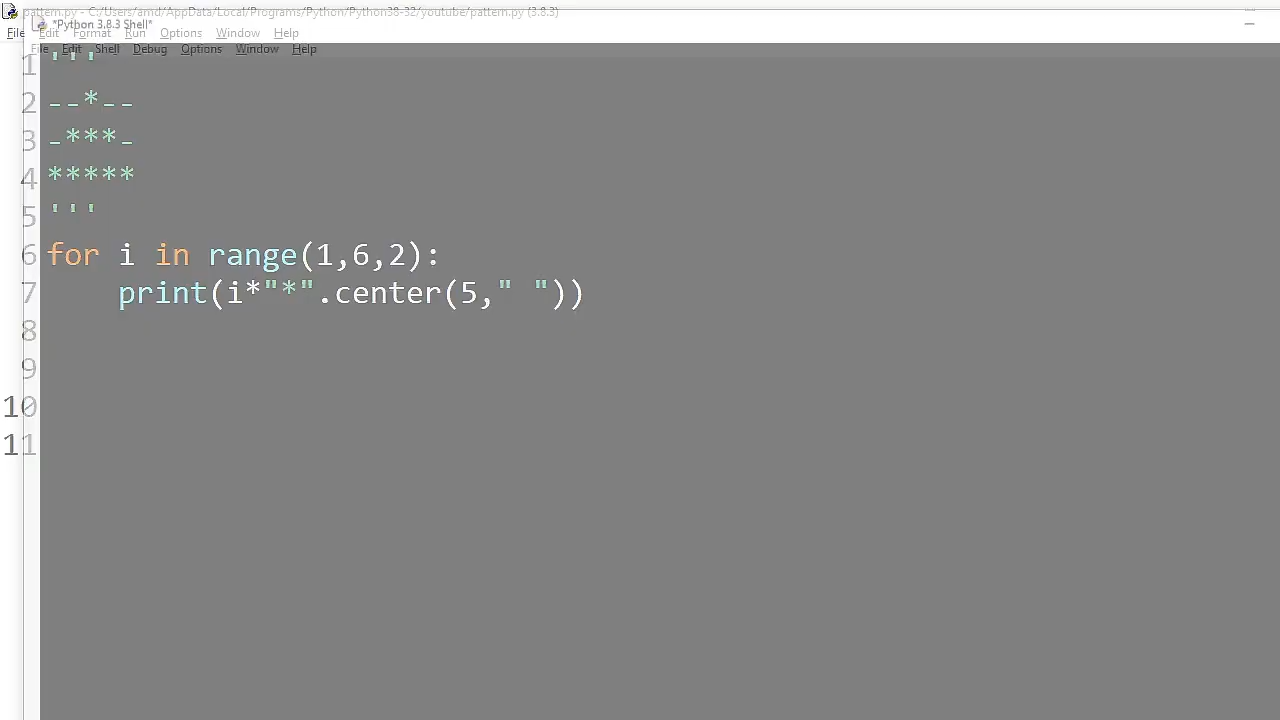 pattern.py - C:/Users/amd/AppData/Local/Programs/Python/Python38-32/youtube/pattern.py (3.8.3)
*Python 3.8.3 Shell*
File Edit Format Run Options Window Help
File Edit Shell Debug Options Window Help
1 '''
2 --*--
3 -***-
4 *****
5 '''
6 for i in range(1,6,2):
7     print(i*"*".center(5," "))
8
9
10
11